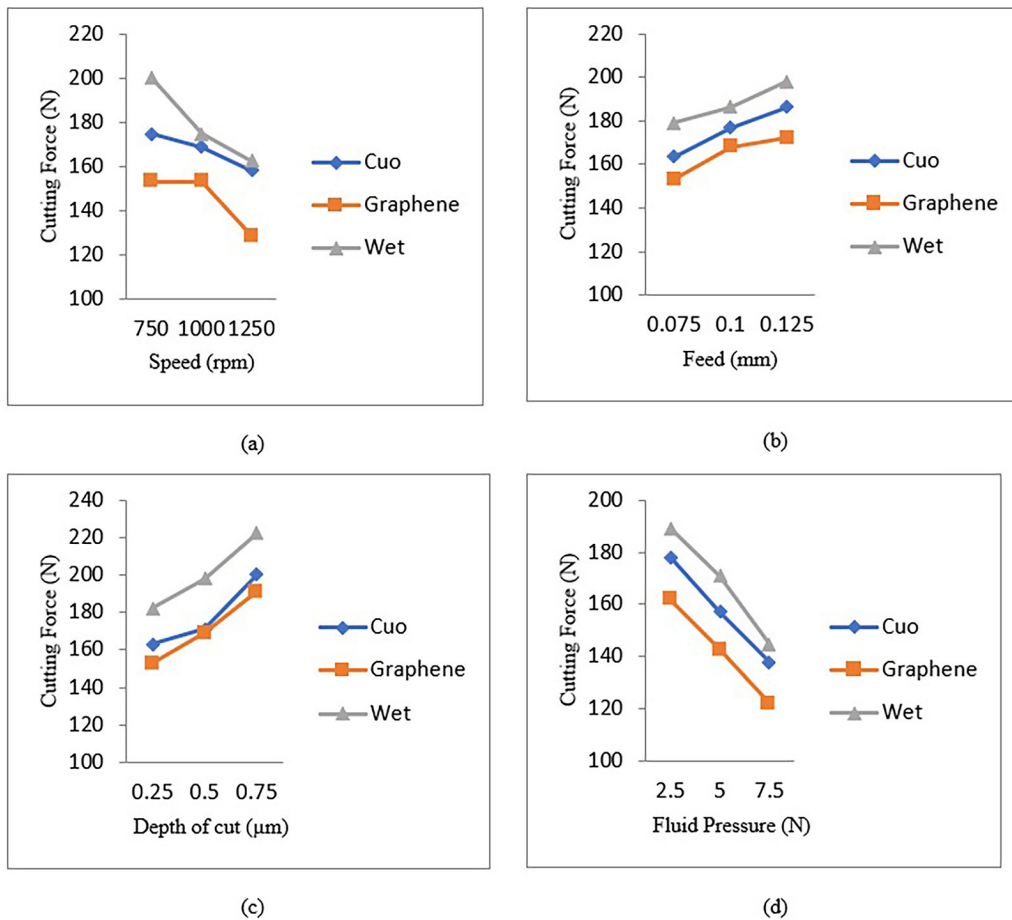 220
200
180
160
140
120
100
Cutting Force (N)
750 1000 1250
Speed (rpm)
Cuo
Graphene
Wet
(a)
220
200
180
160
140
120
100
Cutting Force (N)
0.075 0.1 0.125
Feed (mm)
Cuo
Graphene
Wet
(b)
240
220
200
180
160
140
120
100
Cutting Force (N)
0.25 0.5 0.75
Depth of cut (µm)
Cuo
Graphene
Wet
(c)
200
180
160
140
120
100
Cutting Force (N)
2.5 5 7.5
Fluid Pressure (N)
Cuo
Graphene
Wet
(d)